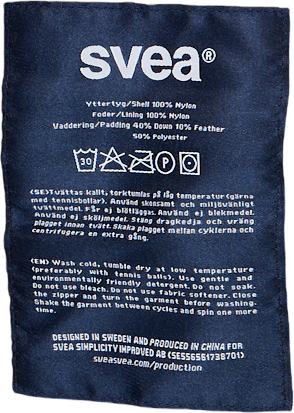 svea®
Yttertyg/Shell 100% Nylon
Foder/Lining 100% Nylon
Vaddering/Padding 40% Down 10% Feather
50% Polyester
30 P
(SE)Tvättas kallt, torktumlas på låg temperatur (gärna
med tennisbollar). Använd skonsamt och miljövänligt
tvättmedel. Får ej blötläggas. Använd ej blekmedel.
Använd ej sköljmedel. Stäng dragkedja och vräng
plagget innan tvätt. Skaka plagget mellan cyklerna och
centrifugera en extra gång.
(EN) Wash cold, tumble dry at low temperature
(preferably with tennis balls). Use gentle and
environmentally friendly detergent. Do not soak.
Do not use bleach. Do not use fabric softener. Close
the zipper and turn the garment before washing.
Shake the garment between cycles and spin one more
time
DESIGNED IN SWEDEN AND PRODUCED IN CHINA FOR
SVEA SIMPLICITY IMPROVED AB (SE556561738701)
sveasvea.com/production